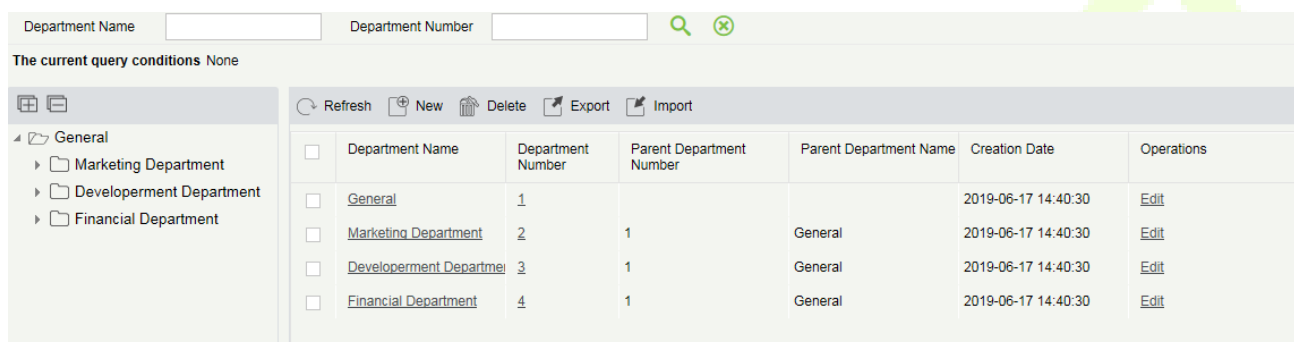 Department Name Department Number
The current query conditions None
Refresh New Delete Export Import
General
Marketing Department
Developerment Department
Financial Department
Department Name Department Number Parent Department Number Parent Department Name Creation Date Operations
General 1 2019-06-17 14:40:30 Edit
Marketing Department 2 1 General 2019-06-17 14:40:30 Edit
Developerment Departmen 3 1 General 2019-06-17 14:40:30 Edit
Financial Department 4 1 General 2019-06-17 14:40:30 Edit